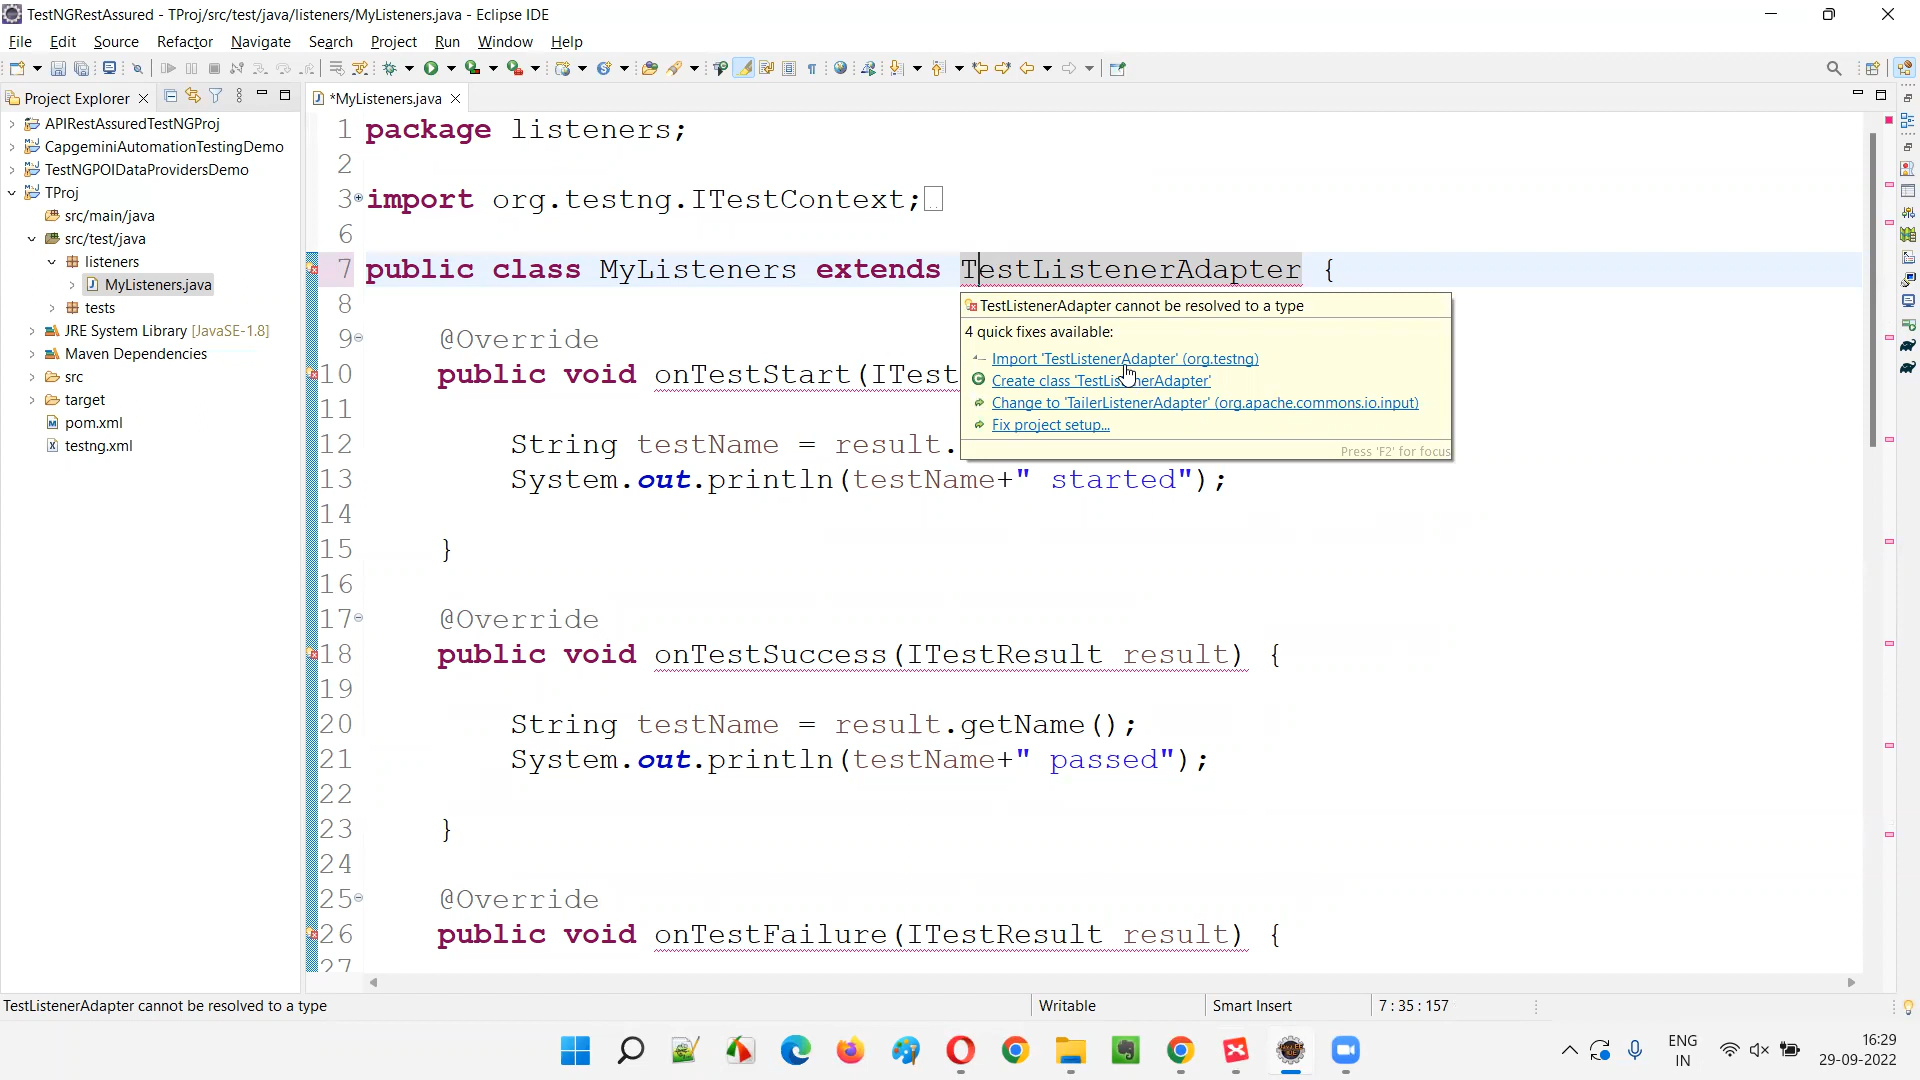 TestNGRestAssured - TProj/src/test/java/listeners/MyListeners.java - Eclipse IDE
File Edit Source Refactor Navigate Search Project Run Window Help
Project Explorer
*MyListeners.java
APIRestAssuredTestNGProj
CapgeminiAutomationTestingDemo
TestNGPOIDataProvidersDemo
TProj
src/main/java
src/test/java
listeners
MyListeners.java
tests
JRE System Library [JavaSE-1.8]
Maven Dependencies
src
target
pom.xml
testng.xml
1 package listeners;
2
3 import org.testng.ITestContext;
6
7 public class MyListeners extends TestListenerAdapter {
8
9 @Override
10 public void onTestStart(ITest
11
12 String testName = result.
13 System.out.println(testName+" started");
14
15 }
16
17 @Override
18 public void onTestSuccess(ITestResult result) {
19
20 String testName = result.getName();
21 System.out.println(testName+" passed");
22
23 }
24
25 @Override
26 public void onTestFailure(ITestResult result) {
27
TestListenerAdapter cannot be resolved to a type
4 quick fixes available:
Import 'TestListenerAdapter' (org.testng)
Create class 'TestListenerAdapter'
Change to 'TailerListenerAdapter' (org.apache.commons.io.input)
Fix project setup...
Press 'F2' for focus
TestListenerAdapter cannot be resolved to a type
Writable
Smart Insert
7 : 35 : 157
ENG
IN
16:29
29-09-2022